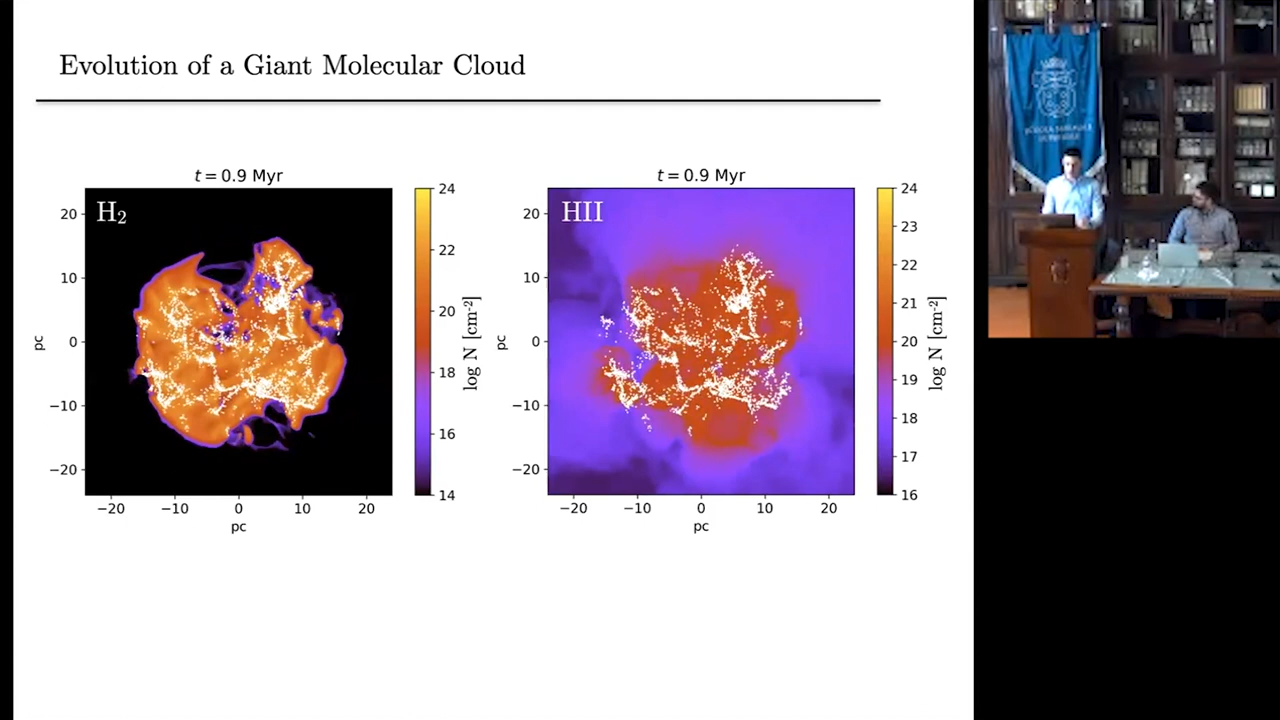 Evolution of a Giant Molecular Cloud
t = 0.9 Myr
H2
20
10
0
−10
−20
pc
−20 −10 0 10 20
pc
24
22
20
18
16
14
log N [cm-2]
t = 0.9 Myr
HII
20
10
0
−10
−20
pc
−20 −10 0 10 20
pc
24
23
22
21
20
19
18
17
16
log N [cm-2]